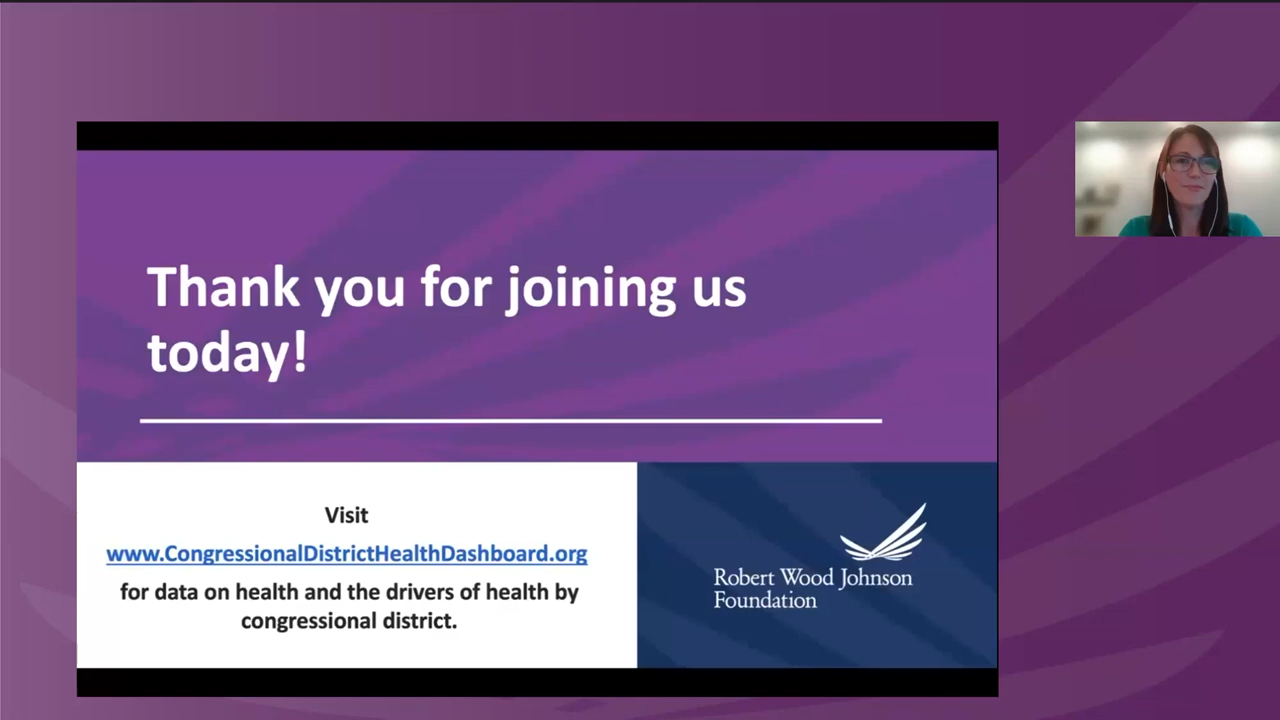 Thank you for joining us
today!
Visit
www.CongressionalDistrictHealthDashboard.org
for data on health and the drivers of health by
congressional district.
Robert Wood Johnson
Foundation